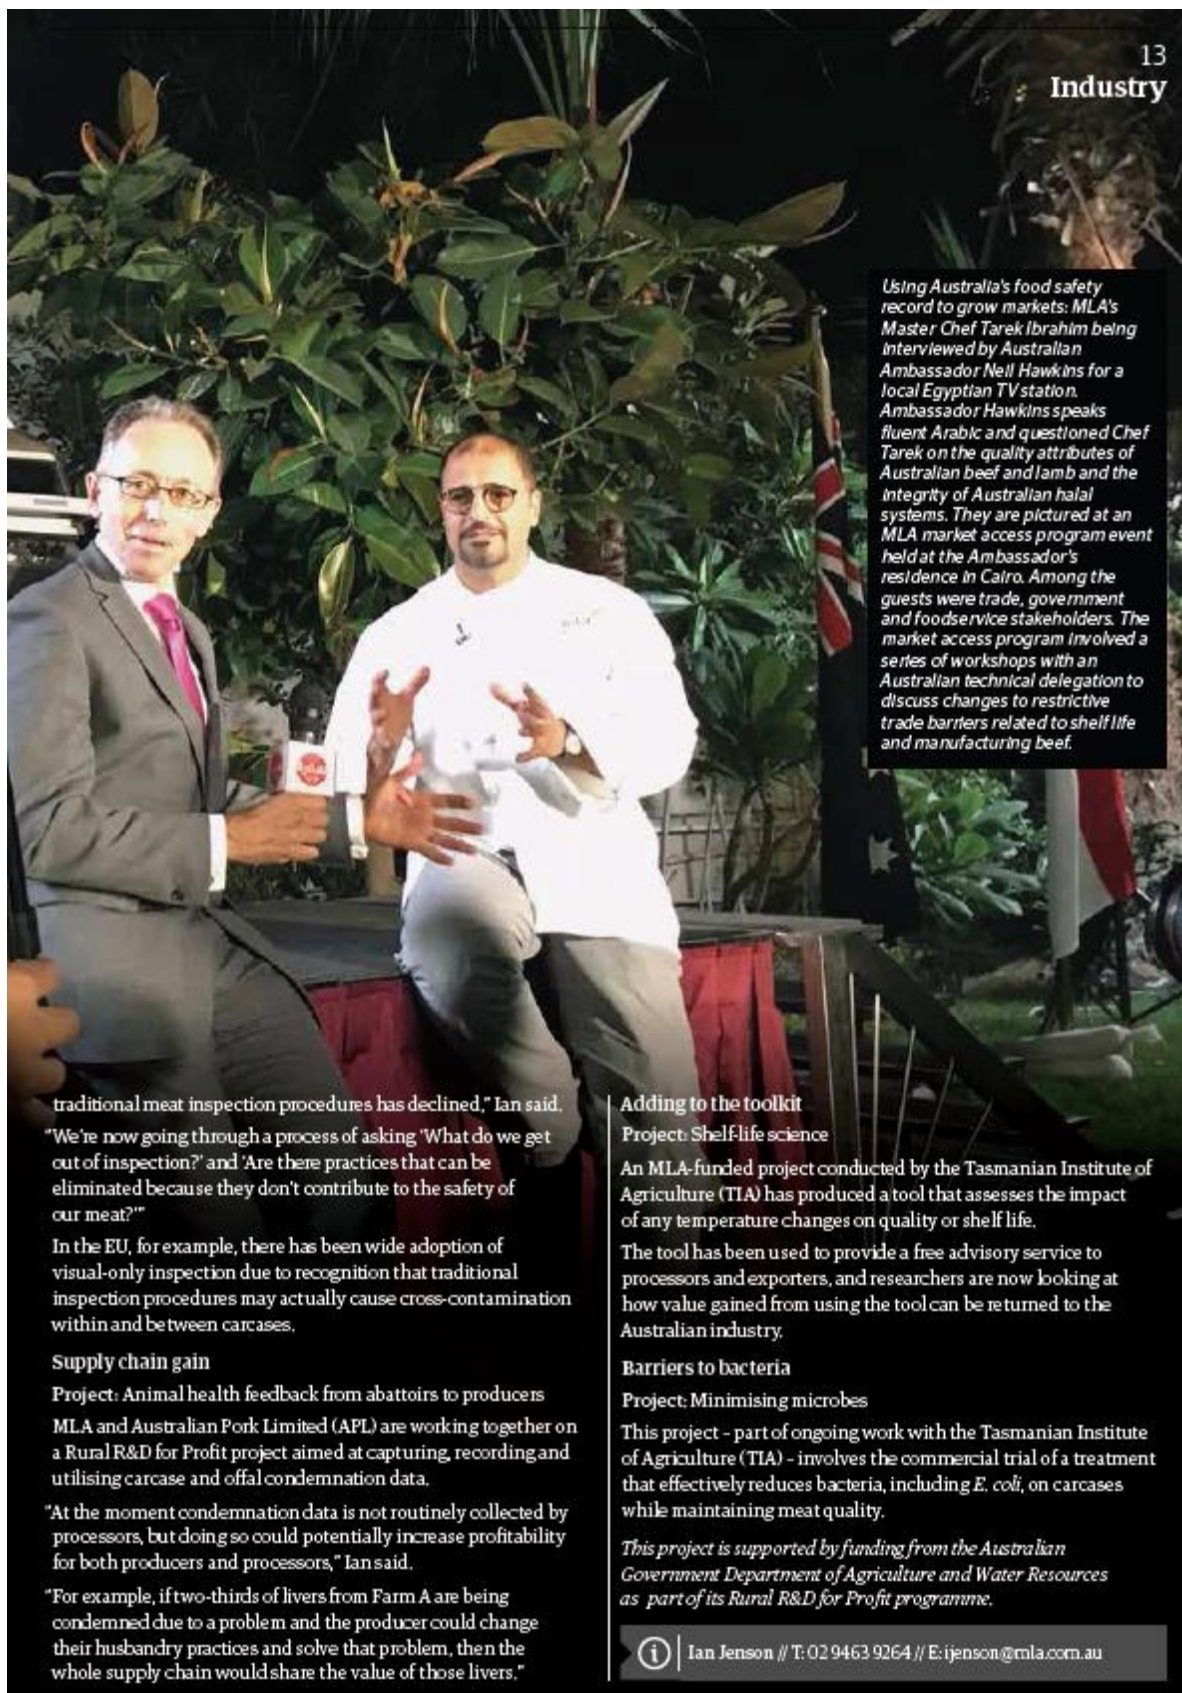 13
Industry
Using Australia's food safety
record to grow markets: MLA's
Master Chef Tarek Ibrahim being
interviewed by Australian
Ambassador Neil Hawkins for a
local Egyptian TV station.
Ambassador Hawkins speaks
fluent Arabic and questioned Chef
Tarek on the quality attributes of
Australian beef and lamb and the
integrity of Australian halal
systems. They are pictured at an
MLA market access program event
held at the Ambassador's
residence in Cairo. Among the
guests were trade, government
and foodservice stakeholders. The
market access program involved a
series of workshops with an
Australian technical delegation to
discuss changes to restrictive
trade barriers related to shelf life
and manufacturing beef.
traditional meat inspection procedures has declined," Ian said.
"We're now going through a process of asking 'What do we get
out of inspection?' and 'Are there practices that can be
eliminated because they don't contribute to the safety of
our meat?'"
In the EU, for example, there has been wide adoption of
visual-only inspection due to recognition that traditional
inspection procedures may actually cause cross-contamination
within and between carcases.
Supply chain gain
Project: Animal health feedback from abattoirs to producers
MLA and Australian Pork Limited (APL) are working together on
a Rural R&D for Profit project aimed at capturing, recording and
utilising carcase and offal condemnation data.
"At the moment condemnation data is not routinely collected by
processors, but doing so could potentially increase profitability
for both producers and processors," Ian said.
"For example, if two-thirds of livers from Farm A are being
condemned due to a problem and the producer could change
their husbandry practices and solve that problem, then the
whole supply chain would share the value of those livers."
Adding to the toolkit
Project: Shelf-life science
An MLA-funded project conducted by the Tasmanian Institute of
Agriculture (TIA) has produced a tool that assesses the impact
of any temperature changes on quality or shelf life.
The tool has been used to provide a free advisory service to
processors and exporters, and researchers are now looking at
how value gained from using the tool can be returned to the
Australian industry.
Barriers to bacteria
Project: Minimising microbes
This project – part of ongoing work with the Tasmanian Institute
of Agriculture (TIA) – involves the commercial trial of a treatment
that effectively reduces bacteria, including E. coli, on carcases
while maintaining meat quality.
This project is supported by funding from the Australian
Government Department of Agriculture and Water Resources
as part of its Rural R&D for Profit programme.
Ian Jenson // T: 02 9463 9264 // E: ijenson@mla.com.au